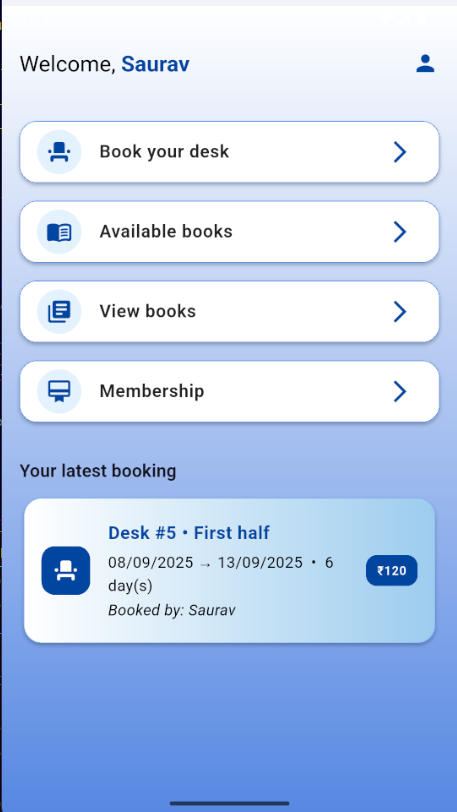 Welcome, Saurav
Book your desk
Available books
View books
Membership
Your latest booking
Desk #5 • First half
08/09/2025 → 13/09/2025 • 6
day(s)
Booked by: Saurav
₹120